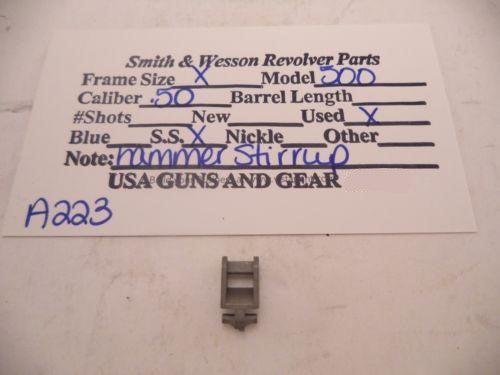 Smith & Wesson Revolver Parts
Frame Size X Model 500
Caliber .50 Barrel Length
#Shots New Used X
Blue S.S. X Nickle Other
Note: hammer stirrup
USA GUNS AND GEAR
A223